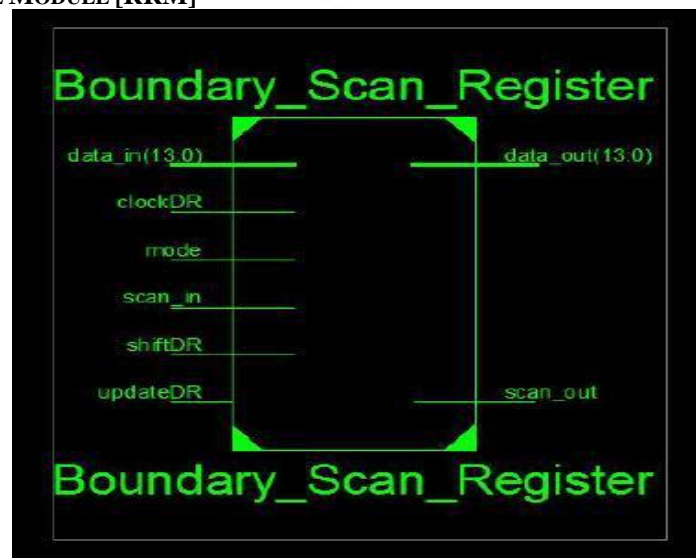 MODULE [RRM]
Boundary_Scan_Register
data_in(13:0)
data_out(13:0)
clockDR
mode
scan_in
shiftDR
updateDR
scan_out
Boundary_Scan_Register